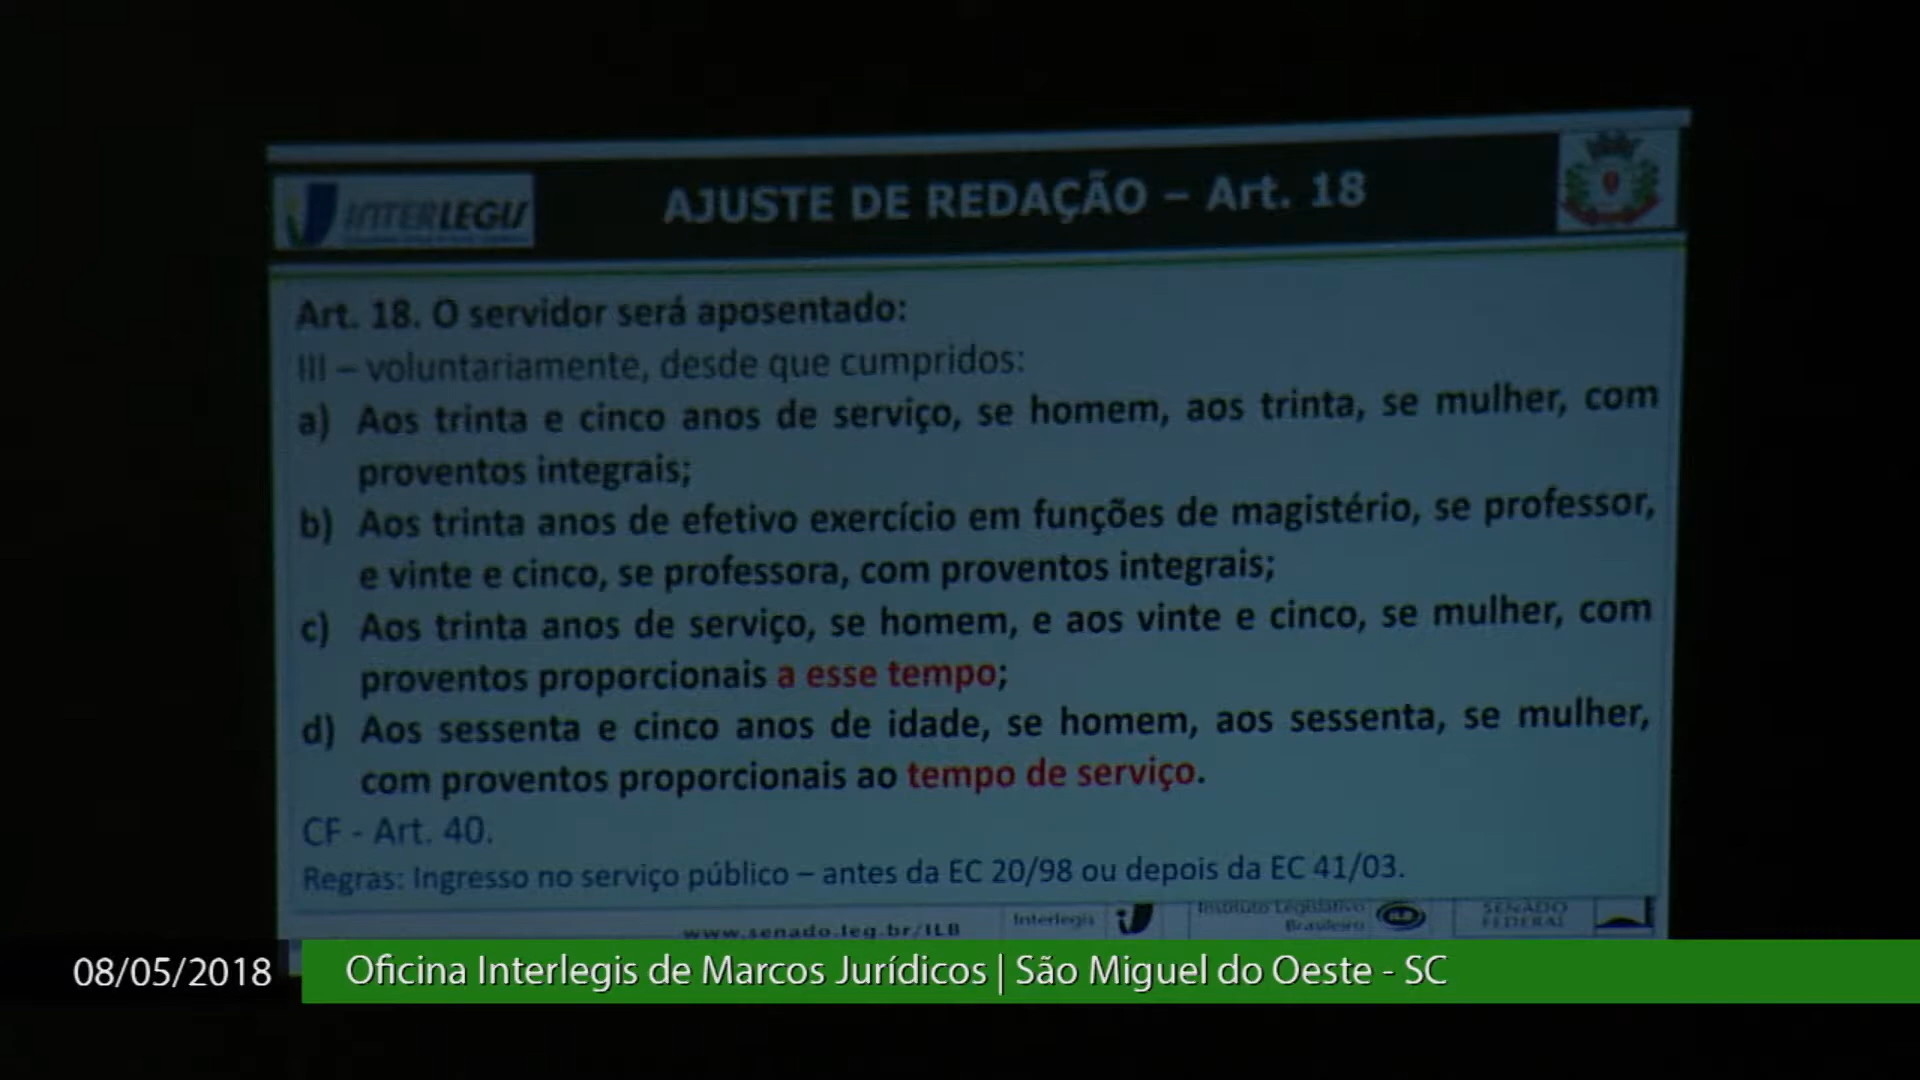 INTERLEGIS
AJUSTE DE REDAÇÃO – Art. 18
Art. 18. O servidor será aposentado:
III – voluntariamente, desde que cumpridos:
a) Aos trinta e cinco anos de serviço, se homem, aos trinta, se mulher, com
proventos integrais;
b) Aos trinta anos de efetivo exercício em funções de magistério, se professor,
e vinte e cinco, se professora, com proventos integrais;
c) Aos trinta anos de serviço, se homem, e aos vinte e cinco, se mulher, com
proventos proporcionais a esse tempo;
d) Aos sessenta e cinco anos de idade, se homem, aos sessenta, se mulher,
com proventos proporcionais ao tempo de serviço.
CF - Art. 40.
Regras: Ingresso no serviço público – antes da EC 20/98 ou depois da EC 41/03.
www.senado.leg.br/ILB
Interlegis
Instituto Legislativo
Brasileiro
SENADO
FEDERAL
08/05/2018
Oficina Interlegis de Marcos Jurídicos | São Miguel do Oeste - SC